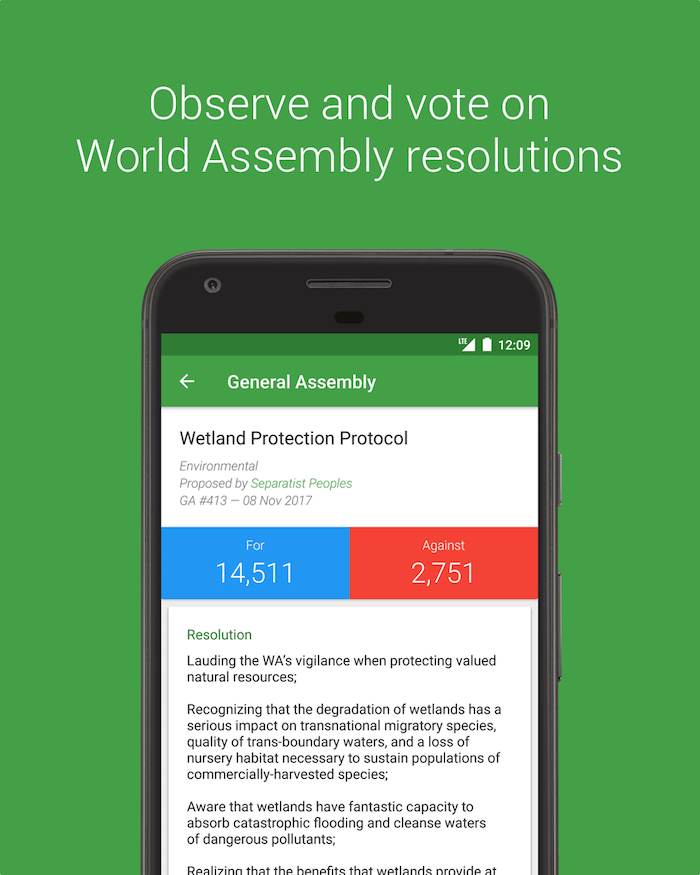 Observe and vote on
World Assembly resolutions
LTE 12:09
General Assembly
Wetland Protection Protocol
Environmental
Proposed by Separatist Peoples
GA #413 — 08 Nov 2017
For Against
14,511 2,751
Resolution
Lauding the WA's vigilance when protecting valued
natural resources;
Recognizing that the degradation of wetlands has a
serious impact on transnational migratory species,
quality of trans-boundary waters, and a loss of
nursery habitat necessary to sustain populations of
commercially-harvested species;
Aware that wetlands have fantastic capacity to
absorb catastrophic flooding and cleanse waters
of dangerous pollutants;
Realizing that the benefits that wetlands provide at